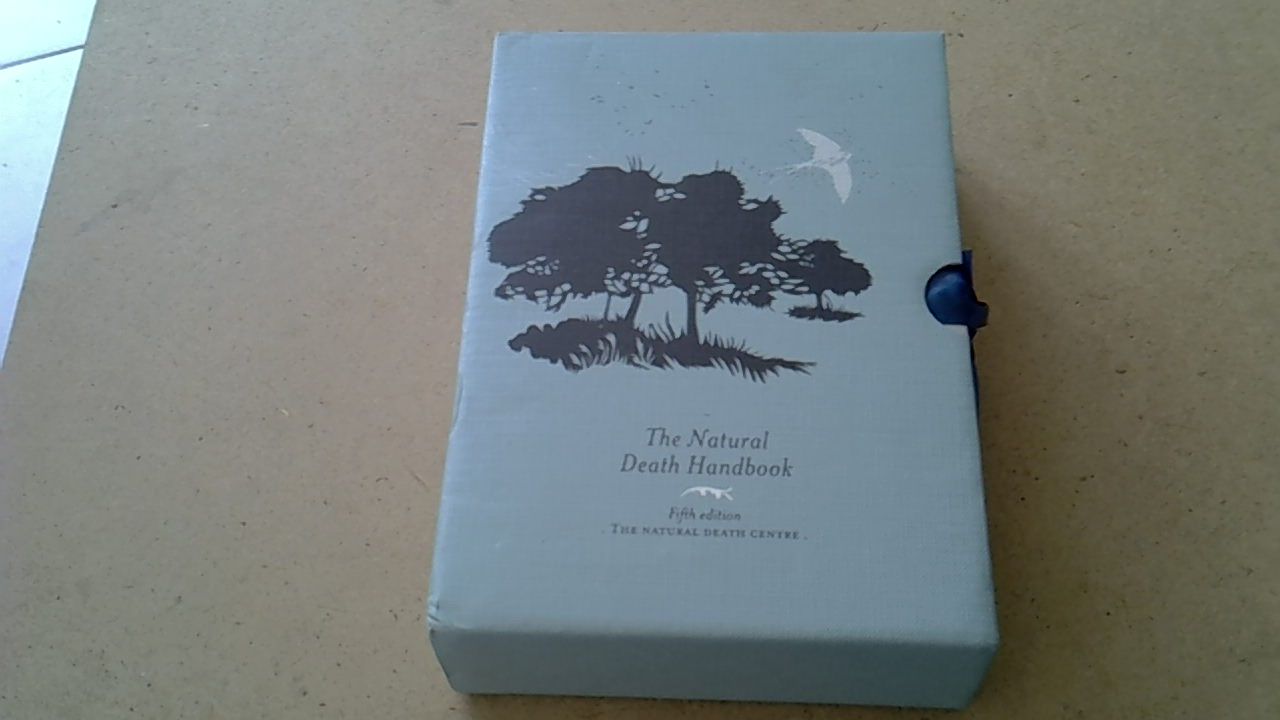 The Natural
Death Handbook
Fifth edition
. THE NATURAL DEATH CENTRE .